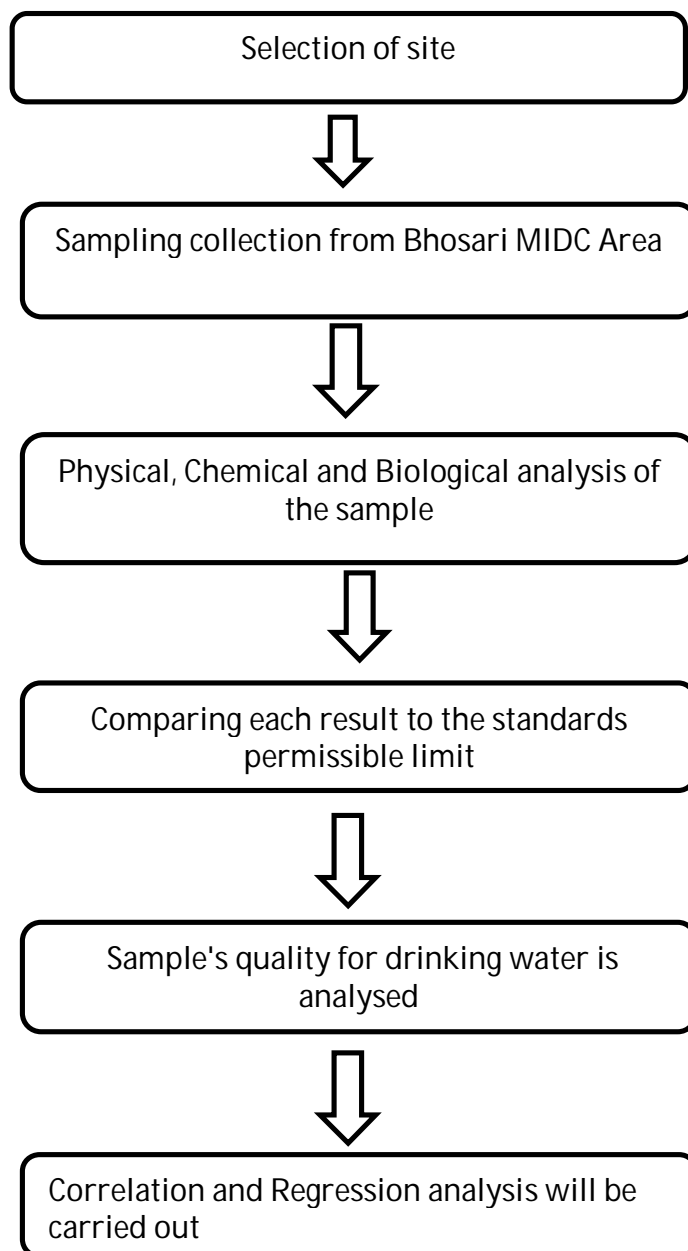 Selection of site
Sampling collection from Bhosari MIDC Area
Physical, Chemical and Biological analysis of
the sample
Comparing each result to the standards
permissible limit
Sample's quality for drinking water is
analysed
Correlation and Regression analysis will be
carried out